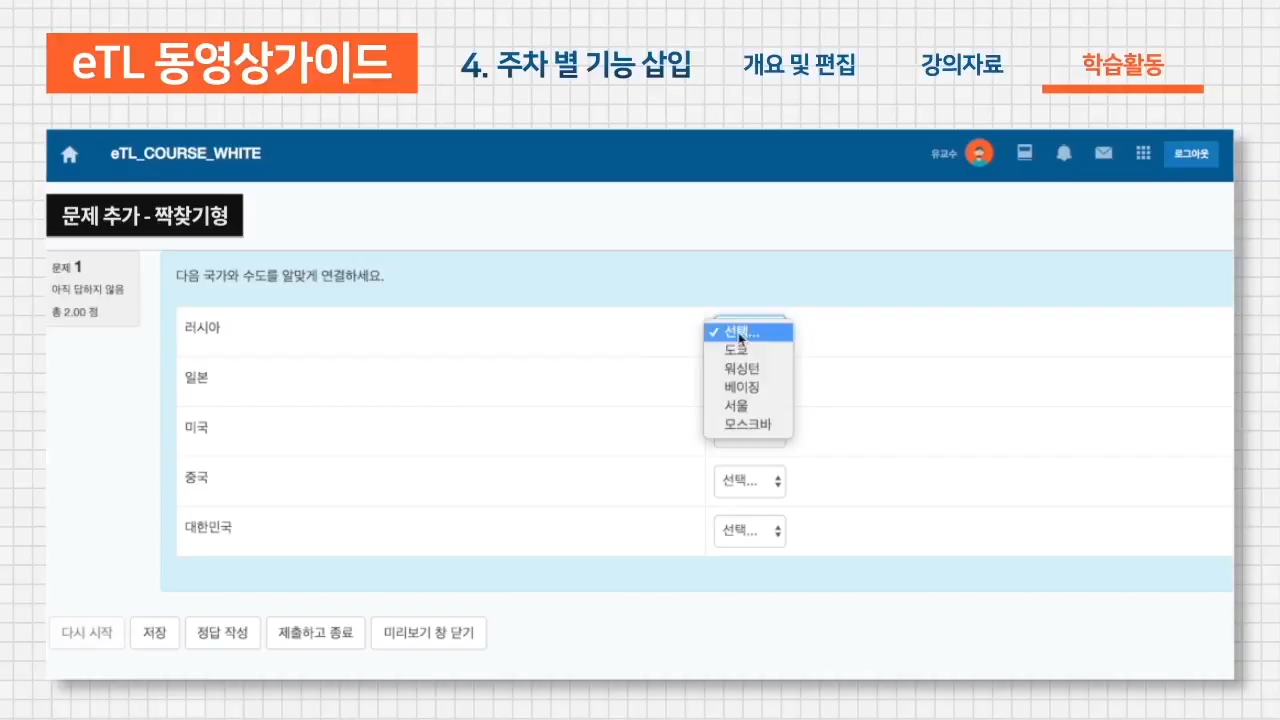 eTL 동영상가이드
4. 주차 별 기능 삽입
개요 및 편집
강의자료
학습활동
eTL_COURSE_WHITE
유교수
로그아웃
문제 추가 - 짝찾기형
문제 1
아직 답하지 않음
총 2.00 점
다음 국가와 수도를 알맞게 연결하세요.
러시아
✓ 선택...
도쿄
워싱턴
베이징
서울
모스크바
일본
미국
중국
선택...
대한민국
선택...
다시 시작
저장
정답 작성
제출하고 종료
미리보기 창 닫기